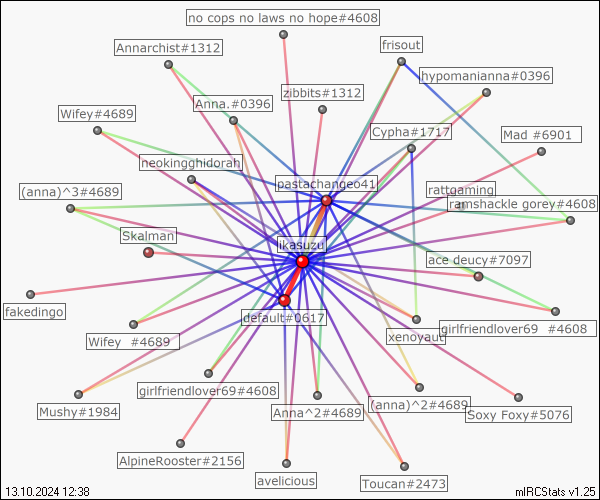 no cops no laws no hope#4608
Annarchist#1312
frisout
hypomanianna#0396
zibbits#1312
Anna.#0396
Wifey#4689
Cypha#1717
Mad #6901
neokingghidorah
pastachangeo41
(anna)^3#4689
rattgaming
ramshackle gorey#4608
Skalman
likasuzu
ace_deucy#7097
fakedingo
default#0617
girlfriendlover69 #4608
Wifey #4689
xenoyaut
girlfriendlover69#4608
Mushy#1984
Anna^2#4689
(anna)^2#4689
Soxy Foxy#5076
AlpineRooster#2156
avelicious
Toucan#2473
13.10.2024 12:38
mIRCStats v1.25